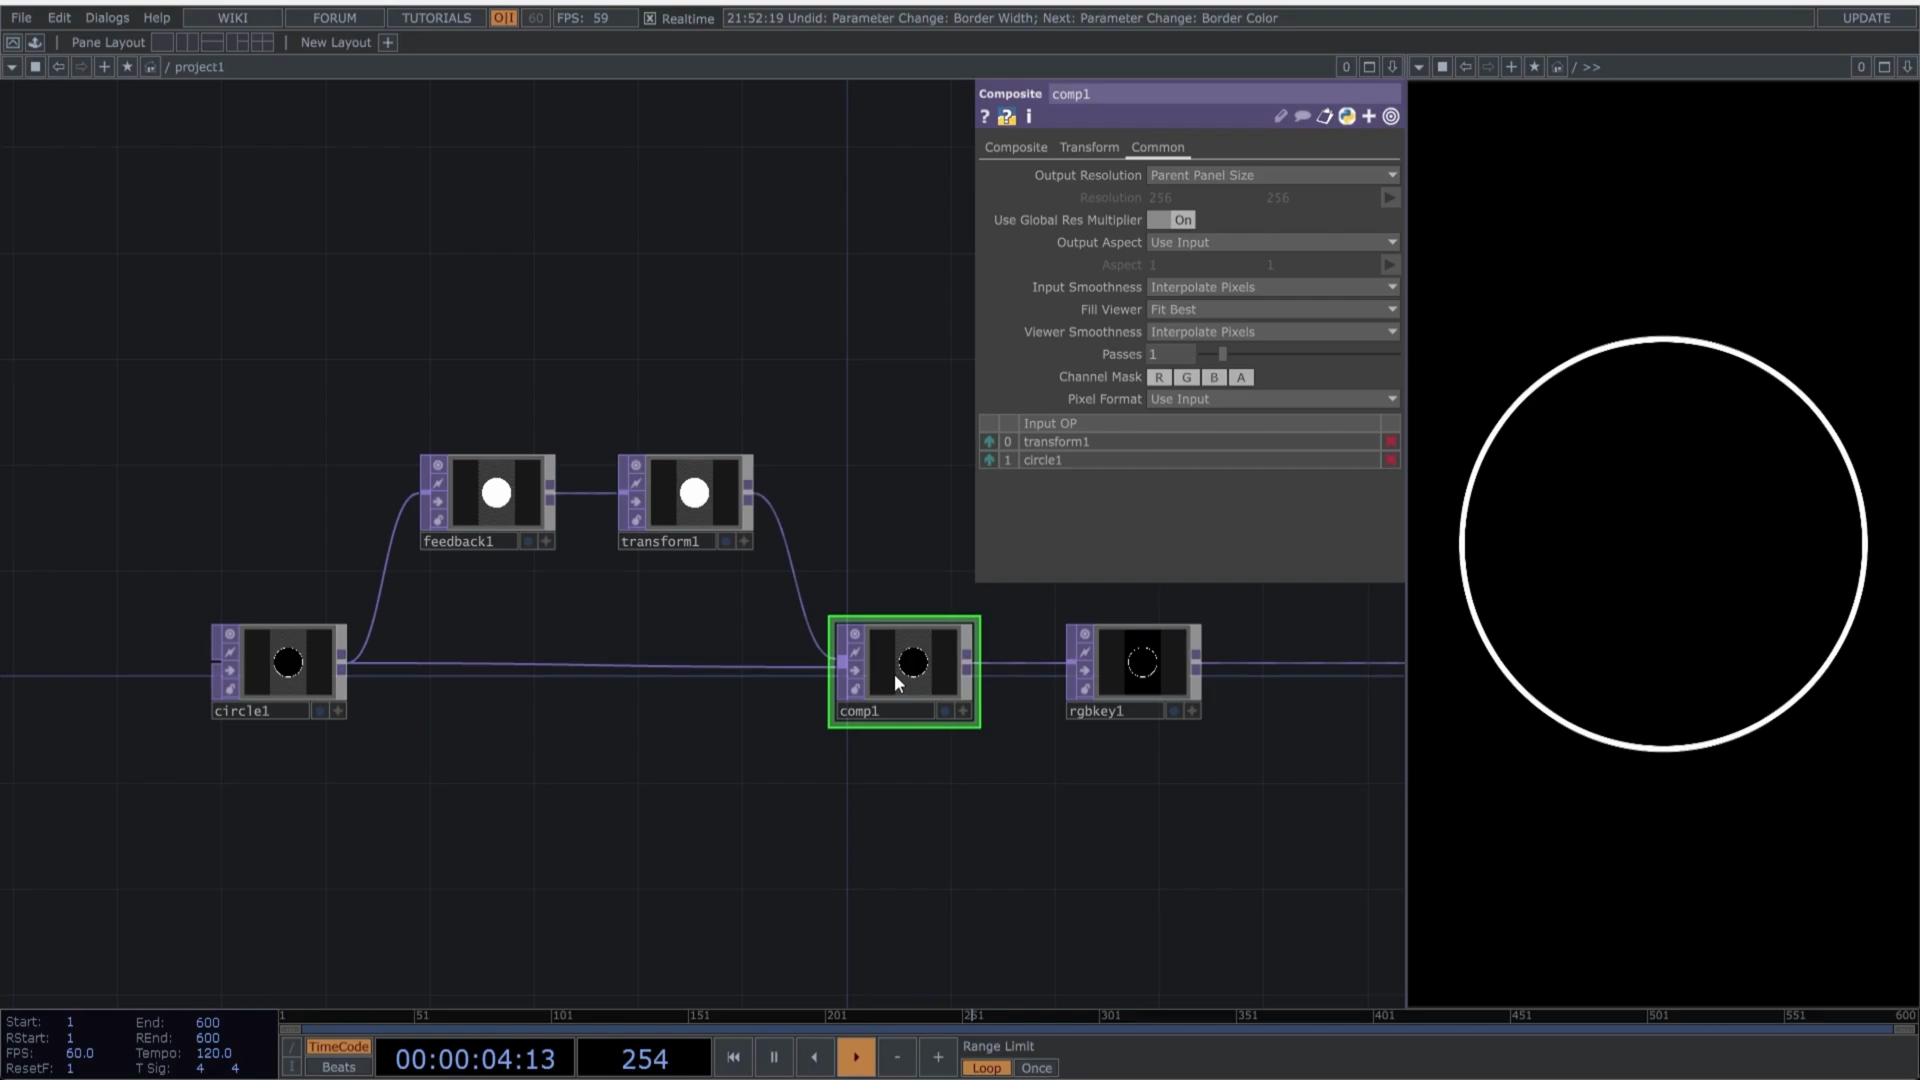 File Edit Dialogs Help WIKI FORUM TUTORIALS O|I 60 FPS: 59 Realtime 21:52:19 Undid: Parameter Change: Border Width; Next: Parameter Change: Border Color UPDATE
Pane Layout New Layout
/ project1 0 / >> 0
Composite comp1
? ? i
Composite Transform Common
Output Resolution Parent Panel Size
Resolution 256 256
Use Global Res Multiplier On
Output Aspect Use Input
Aspect 1 1
Input Smoothness Interpolate Pixels
Fill Viewer Fit Best
Viewer Smoothness Interpolate Pixels
Passes 1
Channel Mask R G B A
Pixel Format Use Input
Input OP
0 transform1
1 circle1
feedback1 transform1
circle1 comp1 rgbkey1
1 51 101 151 201 251 301 351 401 451 501 551 600
Start: 1 End: 600
RStart: 1 REnd: 600
FPS: 60.0 Tempo: 120.0
ResetF: 1 T Sig: 4 4
TimeCode
Beats
00:00:04:13 254
Range Limit
Loop Once